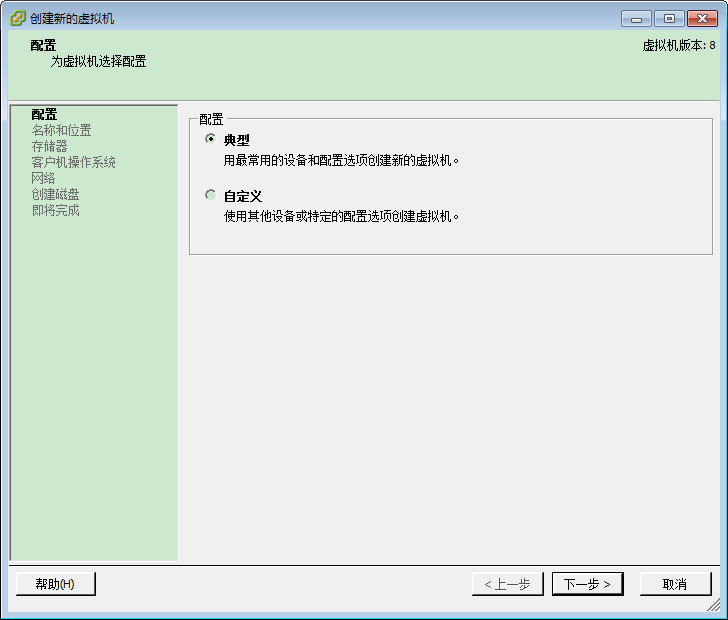 创建新的虚拟机
配置
为虚拟机选择配置
虚拟机版本: 8
配置
名称和位置
存储器
客户机操作系统
网络
创建磁盘
即将完成
配置
典型
用最常用的设备和配置选项创建新的虚拟机。
自定义
使用其他设备或特定的配置选项创建虚拟机。
帮助(H)
< 上一步
下一步 >
取消